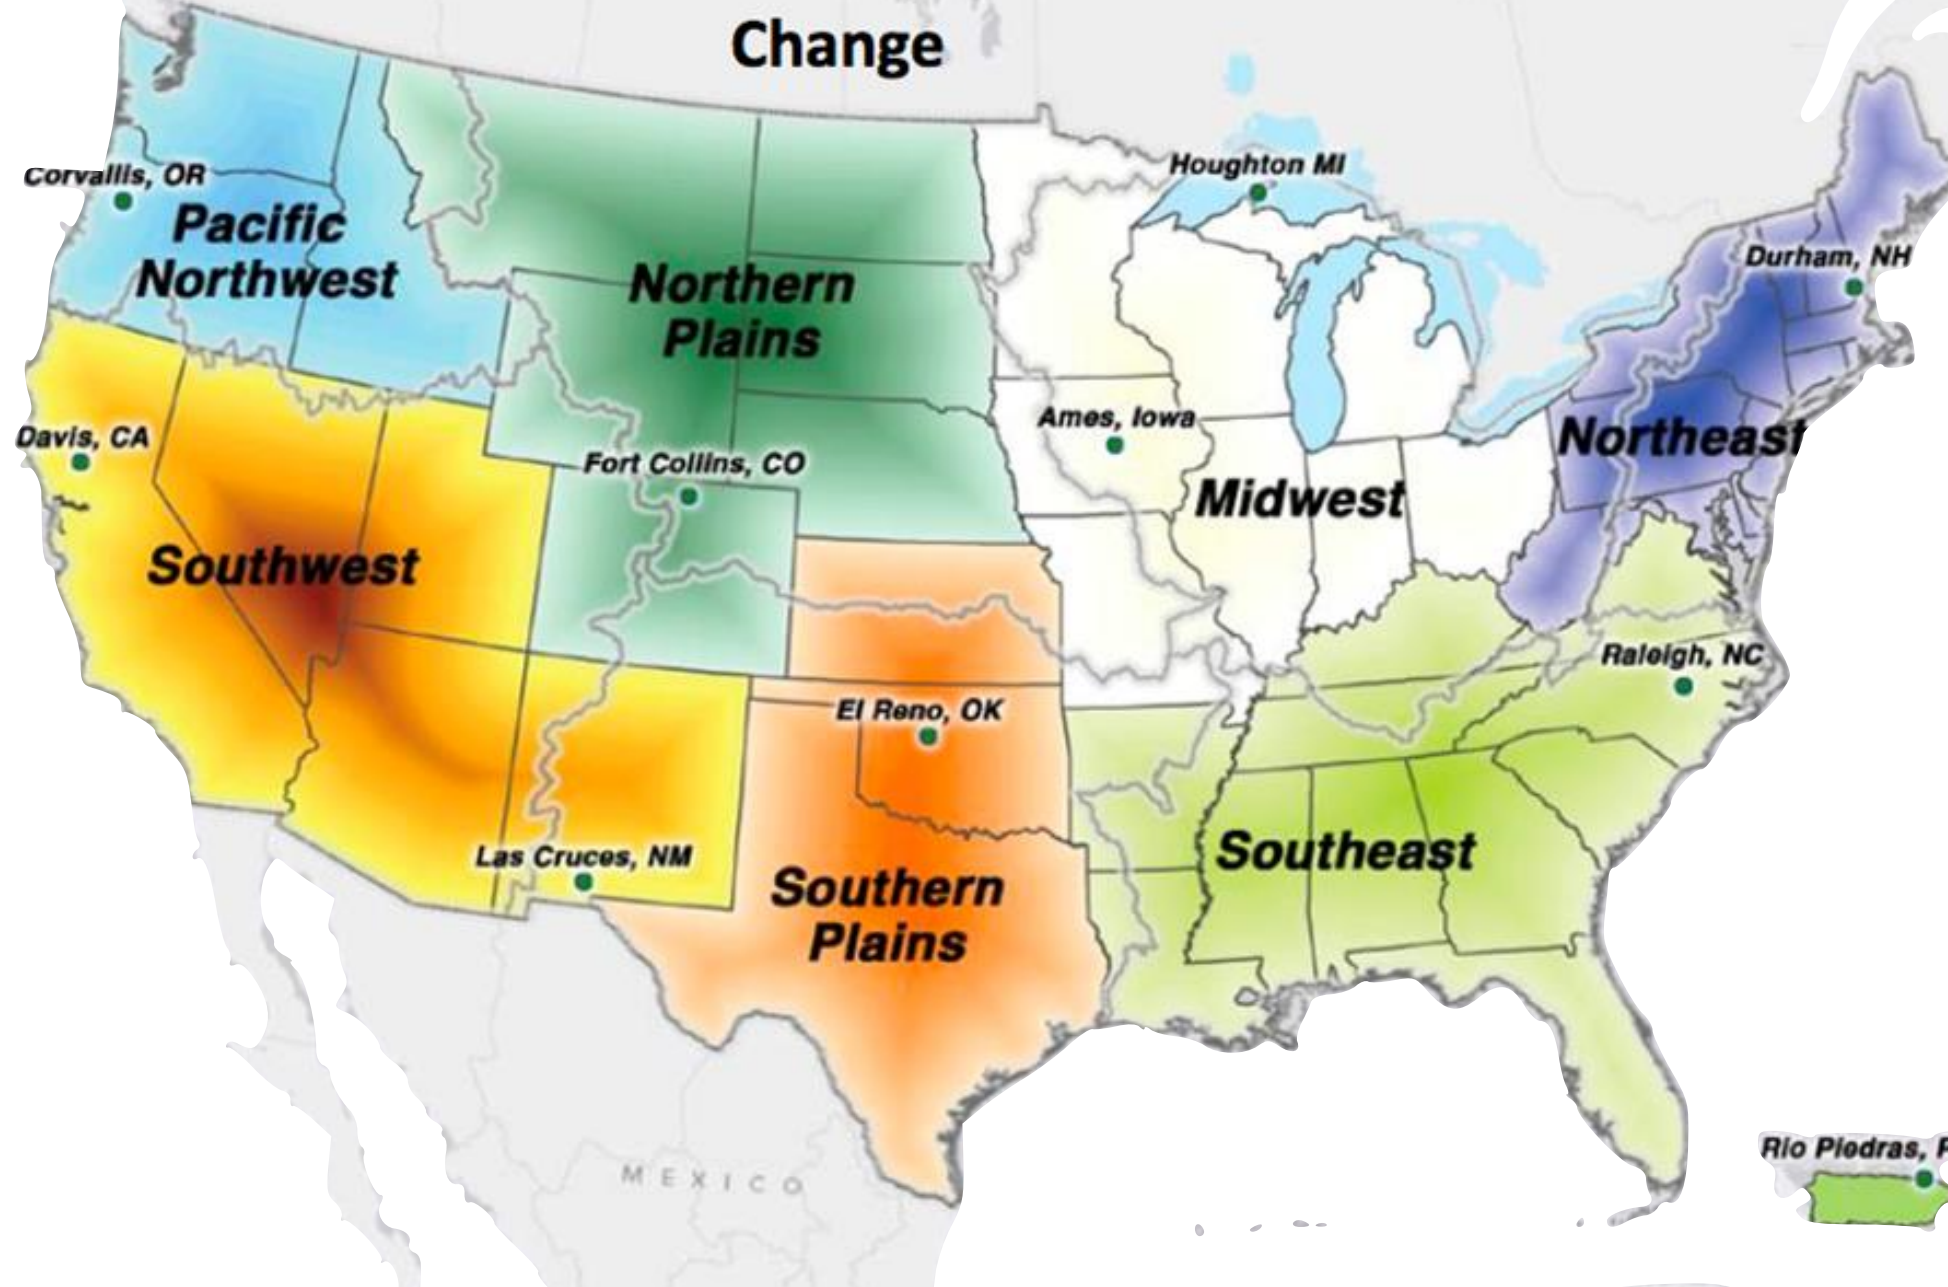 Change
Houghton MI
Corvallis, OR
Pacific
Northwest
Durham, NH
Northern
Plains
Davis, CA
Ames, Iowa
Northeast
Fort Collins, CO
Midwest
Southwest
Raleigh, NC
El Reno, OK
Las Cruces, NM
Southeast
Southern
Plains
Rio Piedras,
MEXICO